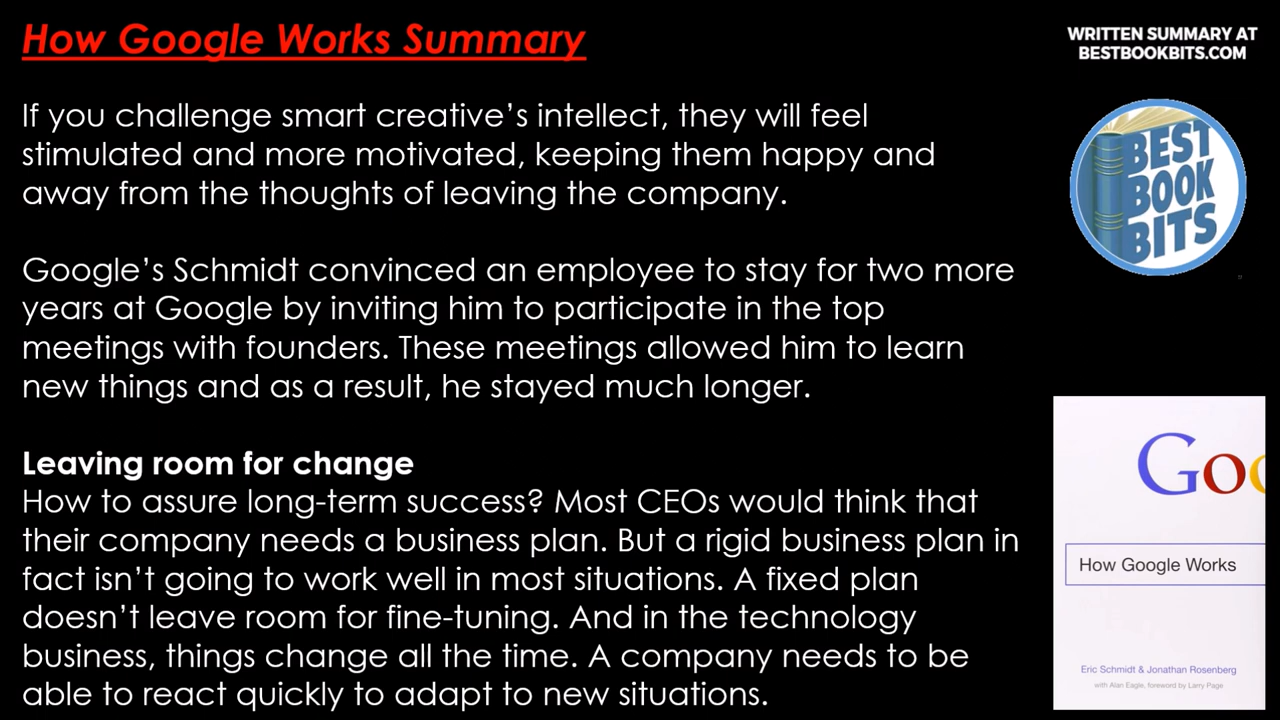 How Google Works Summary
WRITTEN SUMMARY AT
BESTBOOKBITS.COM
If you challenge smart creative’s intellect, they will feel
stimulated and more motivated, keeping them happy and
away from the thoughts of leaving the company.
BEST
BOOK
BITS
Google’s Schmidt convinced an employee to stay for two more
years at Google by inviting him to participate in the top
meetings with founders. These meetings allowed him to learn
new things and as a result, he stayed much longer.
Leaving room for change
How to assure long-term success? Most CEOs would think that
their company needs a business plan. But a rigid business plan in
fact isn’t going to work well in most situations. A fixed plan
doesn’t leave room for fine-tuning. And in the technology
business, things change all the time. A company needs to be
able to react quickly to adapt to new situations.
Goo
How Google Works
Eric Schmidt & Jonathan Rosenberg
with Alan Eagle, foreword by Larry Page